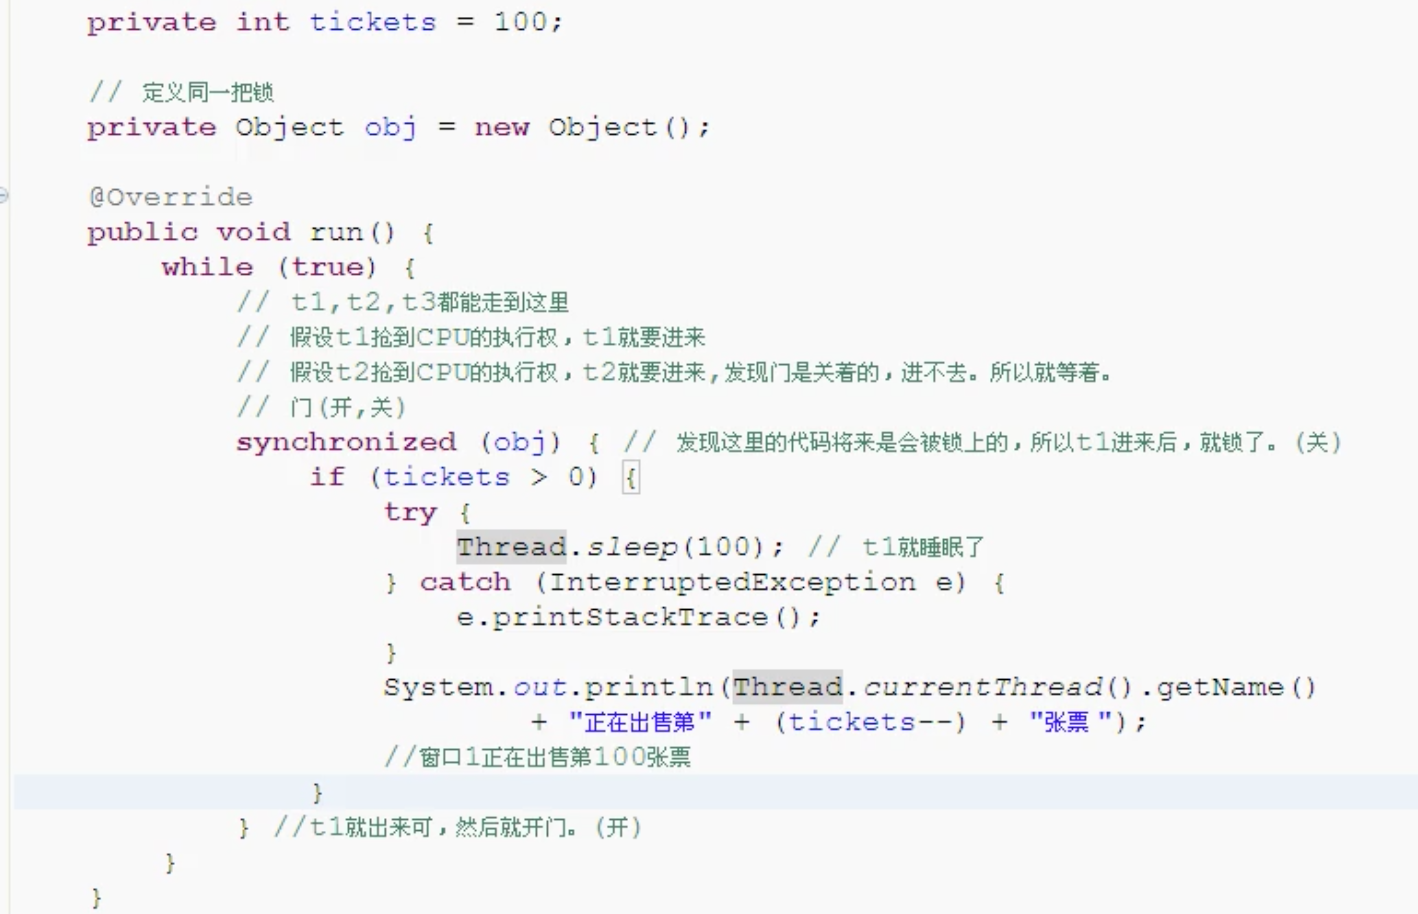 private int tickets = 100;
// 定义同一把锁
private Object obj = new Object();
@Override
public void run() {
while (true) {
// t1,t2,t3都能走到这里
// 假设t1抢到CPU的执行权，t1就要进来
// 假设t2抢到CPU的执行权，t2就要进来,发现门是关着的，进不去。所以就等着。
// 门(开,关)
synchronized (obj) { // 发现这里的代码将来是会被锁上的，所以t1进来后，就锁了。(关)
if (tickets > 0) {
try {
Thread.sleep(100); // t1就睡眠了
} catch (InterruptedException e) {
e.printStackTrace();
}
System.out.println(Thread.currentThread().getName()
+ "正在出售第" + (tickets--) + "张票 ");
//窗口1正在出售第100张票
}
} //t1就出来可，然后就开门。(开)
}
}